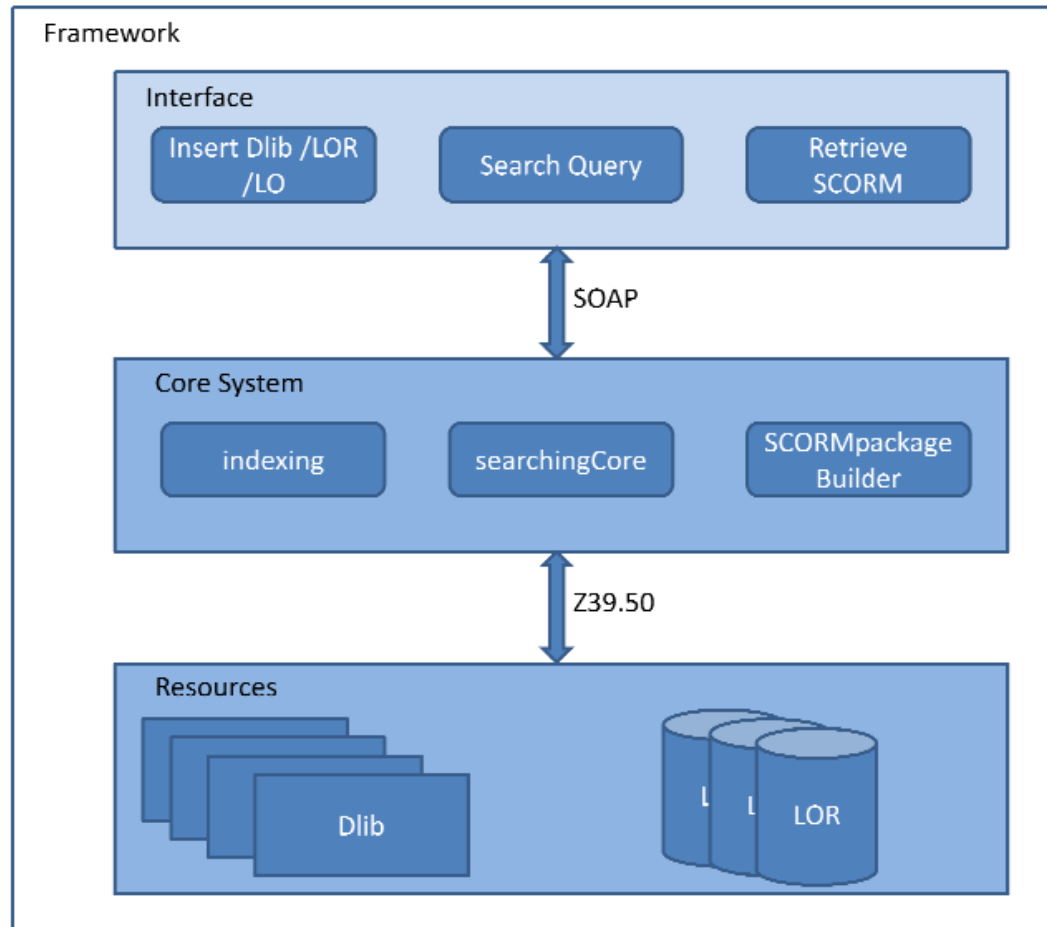 Framework
Interface
Insert Dlib /LOR
/LO
Search Query
Retrieve
SCORM
SOAP
Core System
indexing
searchingCore
SCORMpackage
Builder
Z39.50
Resources
Dlib
L
L
LOR